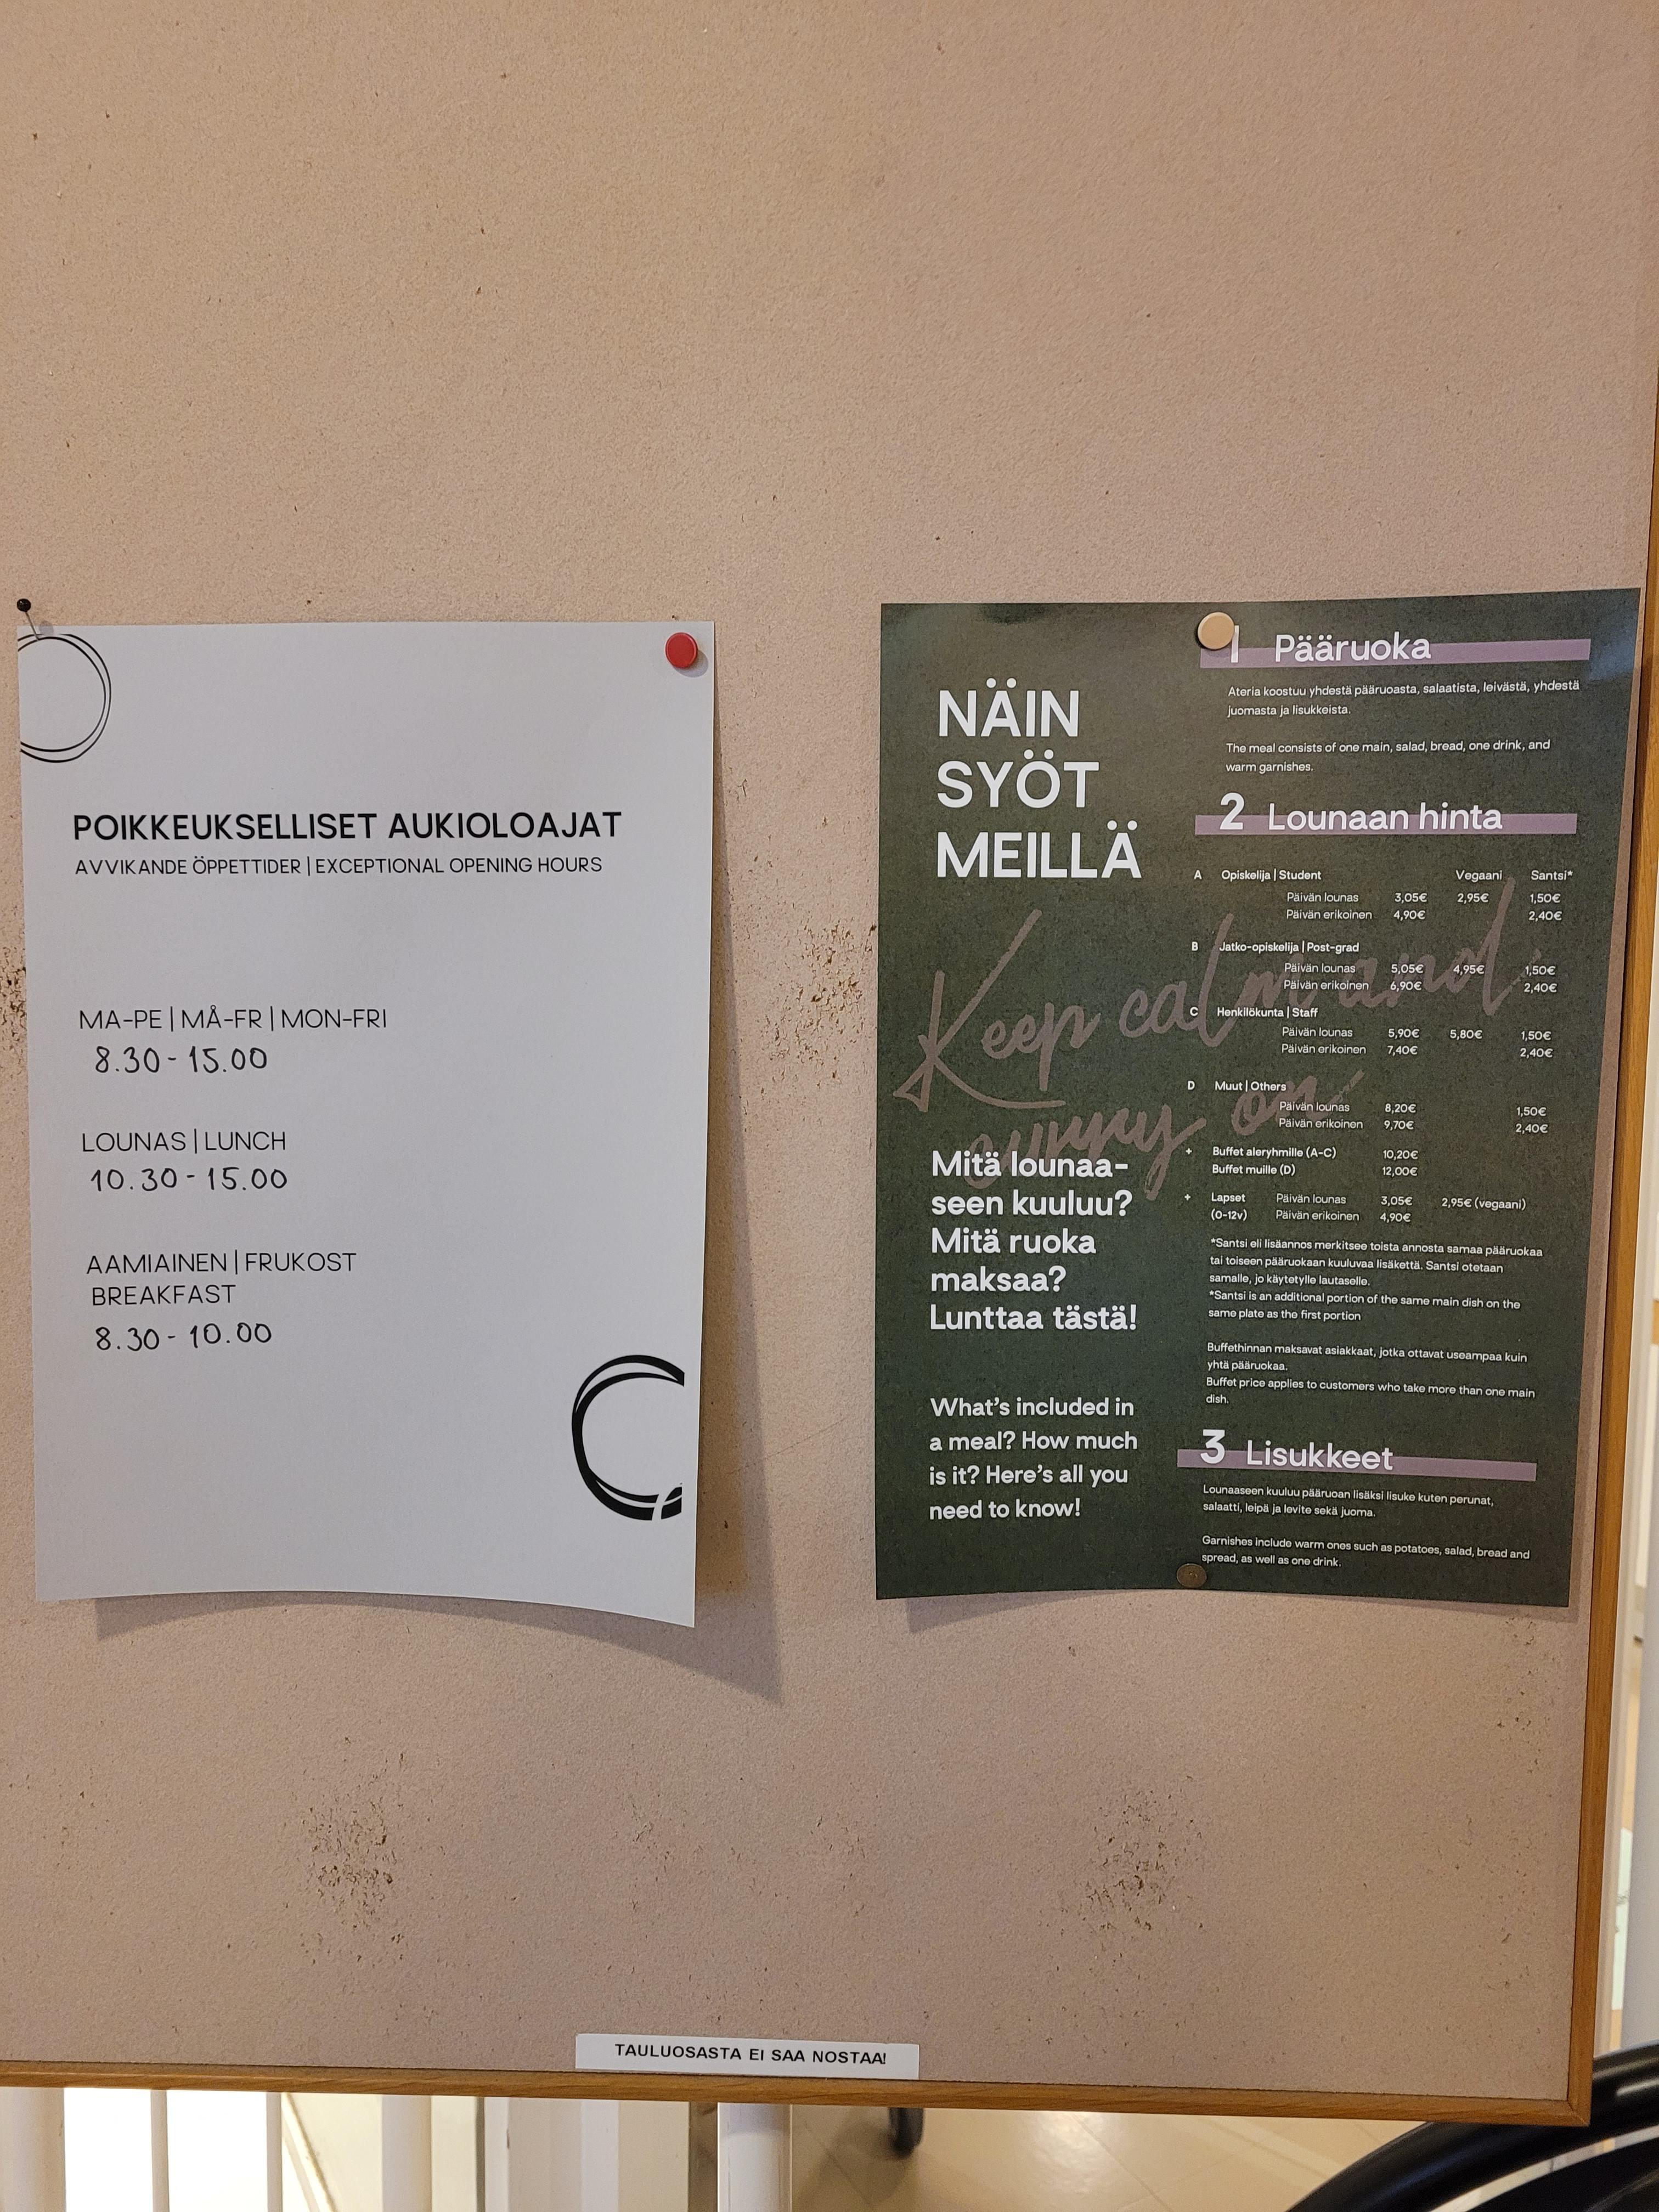 POIKKEUKSELLISET AUKIOLOAJAT
AVVIKANDE ÖPPETTIDER | EXCEPTIONAL OPENING HOURS
MA-PE | MÅ-FR | MON-FRI
8.30 - 15.00
LOUNAS | LUNCH
10.30 - 15.00
AAMIAINEN | FRUKOST
BREAKFAST
8.30 - 10.00
NÄIN
SYÖT
MEILLÄ
Keep calm and
curry on
Mitä lounaa-
seen kuuluu?
Mitä ruoka
maksaa?
Lunttaa tästä!
What's included in
a meal? How much
is it? Here's all you
need to know!
1 Pääruoka
Ateria koostuu yhdestä pääruoasta, salaatista, leivästä, yhdestä
juomasta ja lisukkeista.
The meal consists of one main, salad, bread, one drink, and
warm garnishes.
2 Lounaan hinta
A Opiskelija | Student Vegaani Santsi*
Päivän lounas 3,05€ 2,95€ 1,50€
Päivän erikoinen 4,90€ 2,40€
B Jatko-opiskelija | Post-grad
Päivän lounas 5,05€ 4,95€ 1,50€
Päivän erikoinen 6,90€ 2,40€
C Henkilökunta | Staff
Päivän lounas 5,90€ 5,80€ 1,50€
Päivän erikoinen 7,40€ 2,40€
D Muut | Others
Päivän lounas 8,20€ 1,50€
Päivän erikoinen 9,70€ 2,40€
+ Buffet aleryhmille (A-C) 10,20€
Buffet muille (D) 12,00€
+ Lapset Päivän lounas 3,05€ 2,95€ (vegaani)
(0-12v) Päivän erikoinen 4,90€
*Santsi eli lisäannos merkitsee toista annosta samaa pääruokaa
tai toiseen pääruokaan kuuluvaa lisäkettä. Santsi otetaan
samalle, jo käytetylle lautaselle.
*Santsi is an additional portion of the same main dish on the
same plate as the first portion
Buffethinnan maksavat asiakkaat, jotka ottavat useampaa kuin
yhtä pääruokaa.
Buffet price applies to customers who take more than one main
dish.
3 Lisukkeet
Lounaaseen kuuluu pääruoan lisäksi lisuke kuten perunat,
salaatti, leipä ja levite sekä juoma.
Garnishes include warm ones such as potatoes, salad, bread and
spread, as well as one drink.
TAULUOSASTA EI SAA NOSTAA!